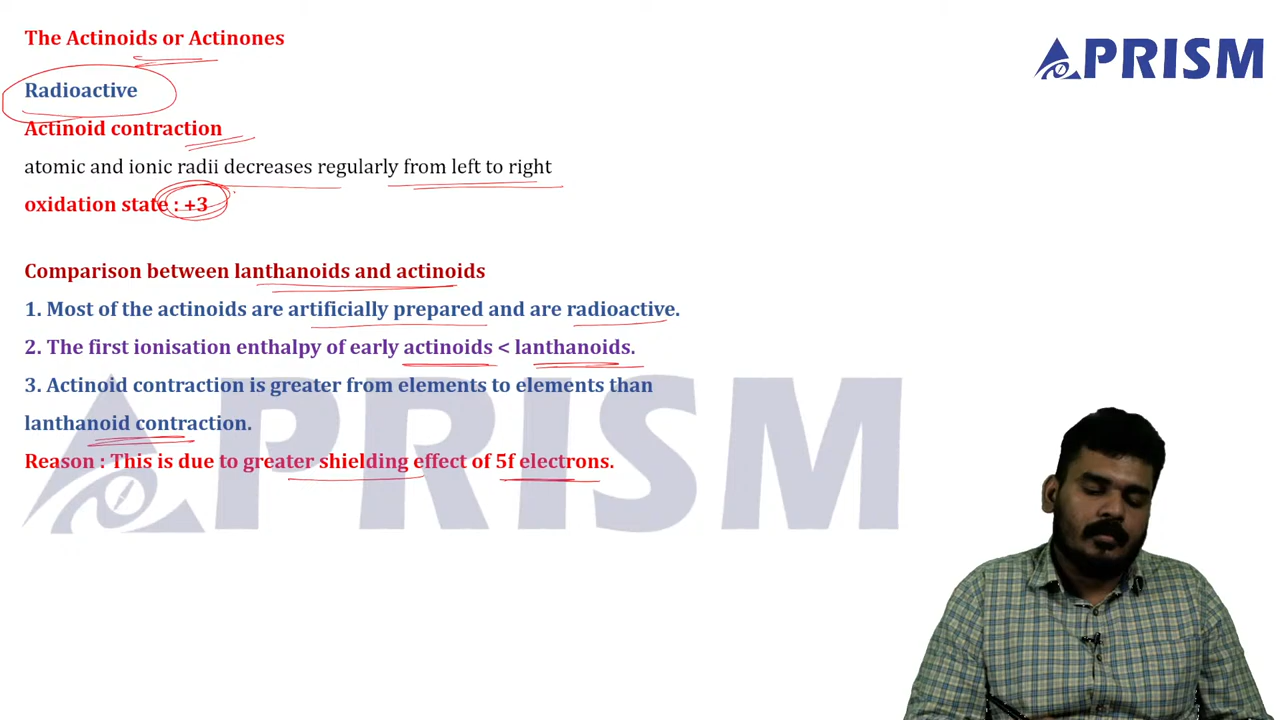 The Actinoids or Actinones
PRISM
Radioactive
Actinoid contraction
atomic and ionic radii decreases regularly from left to right
oxidation state : +3
Comparison between lanthanoids and actinoids
1. Most of the actinoids are artificially prepared and are radioactive.
2. The first ionisation enthalpy of early actinoids < lanthanoids.
3. Actinoid contraction is greater from elements to elements than
lanthanoid contraction.
Reason : This is due to greater shielding effect of 5f electrons.
PRISM